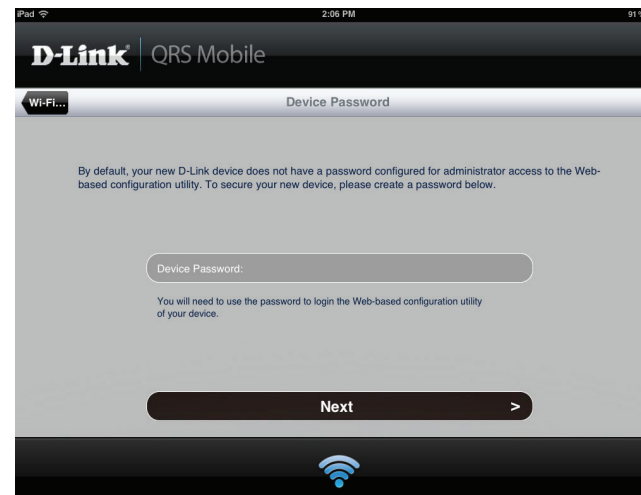 iPad 2:06 PM 91%
D-Link QRS Mobile
Wi-Fi... Device Password
By default, your new D-Link device does not have a password configured for administrator access to the Web-
based configuration utility. To secure your new device, please create a password below.
Device Password:
You will need to use the password to login the Web-based configuration utility
of your device.
Next >